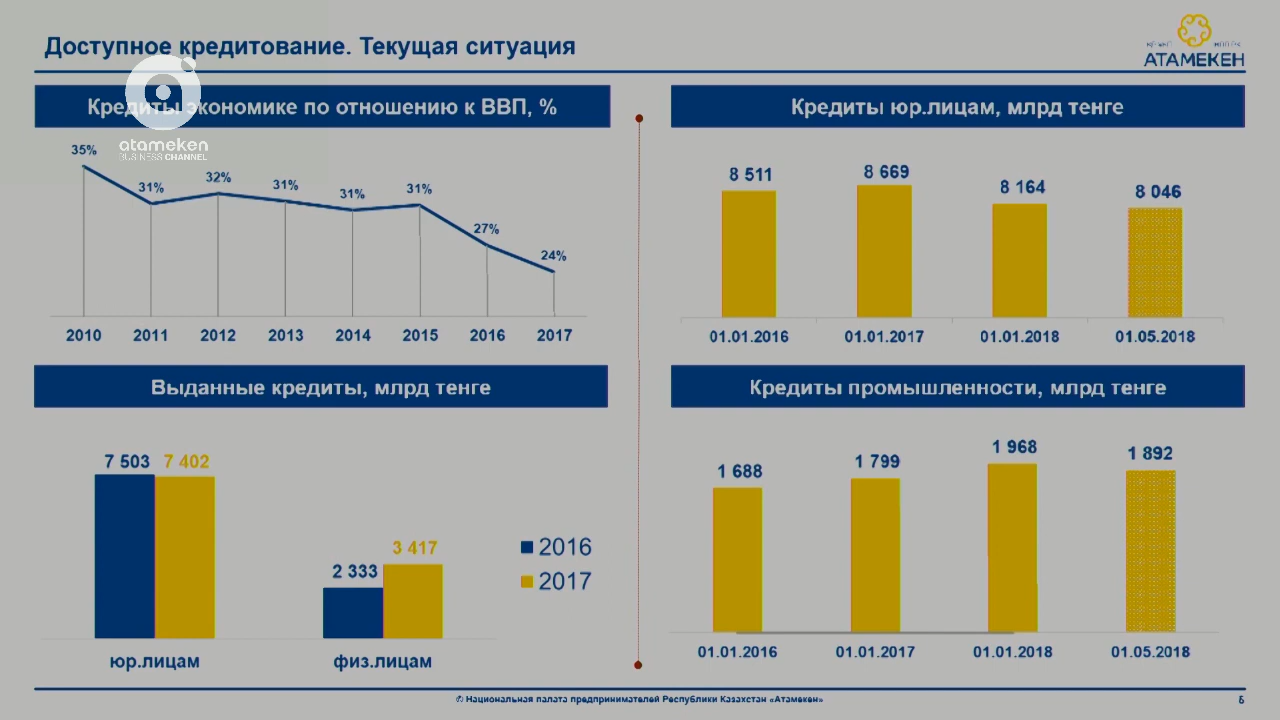 Доступное кредитование. Текущая ситуация
АТАМЕКЕН
Кредиты экономике по отношению к ВВП, %
atameken
BUSINESS CHANNEL
35%
31%
32%
31%
31%
31%
27%
24%
2010 2011 2012 2013 2014 2015 2016 2017
Кредиты юр.лицам, млрд тенге
8 511
8 669
8 164
8 046
01.01.2016 01.01.2017 01.01.2018 01.05.2018
Выданные кредиты, млрд тенге
7 503 7 402
2 333 3 417
2016
2017
юр.лицам физ.лицам
Кредиты промышленности, млрд тенге
1 688
1 799
1 968
1 892
01.01.2016 01.01.2017 01.01.2018 01.05.2018
© Национальная палата предпринимателей Республики Казахстан «Атамекен»
6